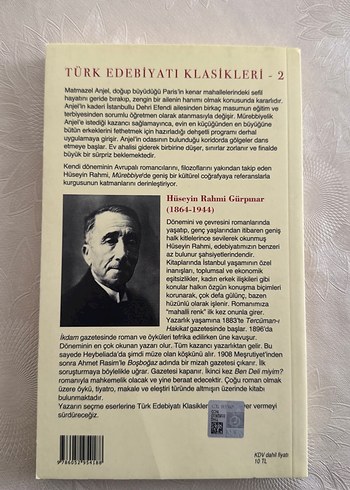 TÜRK EDEBİYATI KLASİKLERİ - 2
Matmazel Anjel, doğup büyüdüğü Paris'in kenar mahallelerindeki sefil
hayatını geride bırakıp, zengin bir ailenin hanımı olmak konusunda kararlıdır.
Anjel'in kaderi İstanbullu Dehri Efendi ailesinden birkaç masumun eğitim ve
terbiyesinden sorumlu öğretmen olarak atanmasıyla değişir. Mürebbiyelik
Anjel'e istediği kazancı sağlamayınca, evin en küçüğünden en büyüğüne
bütün erkeklerini fethetmek için hazırladığı dehşetli programı derhal
uygulamaya girişir. Anjel'in odasının bulunduğu koridorda gölgeler dans
etmeye başlar. Ev ahalisi giderek birbirine düşer, sınırlar zorlanır ve finalde
büyük bir sürpriz beklemektedir.
Kendi döneminin Avrupalı romancılarını, filozoflarını yakından takip eden
Hüseyin Rahmi, Mürebbiye'de geniş bir kültürel coğrafyaya referanslarla
kurgusunun katmanlarını derinleştiriyor.
Hüseyin Rahmi Gürpınar
(1864-1944)
Dönemini ve çevresini romanlarında
yaşatıp, genç yaşlarından itibaren geniş
halk kitlelerince sevilerek okunmuş
Hüseyin Rahmi, edebiyatımızın benzeri
az bulunur şahsiyetlerindendir.
Kitaplarında İstanbul yaşamının özel
inanışları, toplumsal ve ekonomik
eşitsizlikler, kadın erkek ilişkileri gibi
konular halkın özgün konuşma biçimleri
korunarak, çok defa gülünç, bazen
hüzünlü olarak işlenir. Romanımıza
"mahalli renk" ilk kez onunla girer.
Yazarlık yaşamına 1883'te Tercüman-ı
Hakikat gazetesinde başlar. 1896'da
İkdam gazetesinde roman ve öyküleri tefrika edilirken üne kavuşur.
Döneminin en çok okunan yazarı olur. Tüm kazancı yazarlıktan gelir. Bu
sayede Heybeliada'da şimdi müze olan köşkünü alır. 1908 Meşrutiyet'inden
sonra Ahmet Rasim'le Boşboğaz adında bir mizah gazetesi çıkarır. İlk
soruşturmaya böylelikle uğrar. Gazetesi kapanır. İkinci kez Ben Deli miyim?
romanıyla mahkemelik olacak ve yine beraat edecektir. Çoğu roman olmak
üzere öykü, tiyatro, makale ve eleştiri türünde altmışın üzerinde kitabı
bulunmaktadır.
Yazarın seçme eserlerine Türk Edebiyatı Klasikleri yer vermeyi
sürdüreceğiz.
KDV dahil fiyatı
10 TL
9 786052 954188